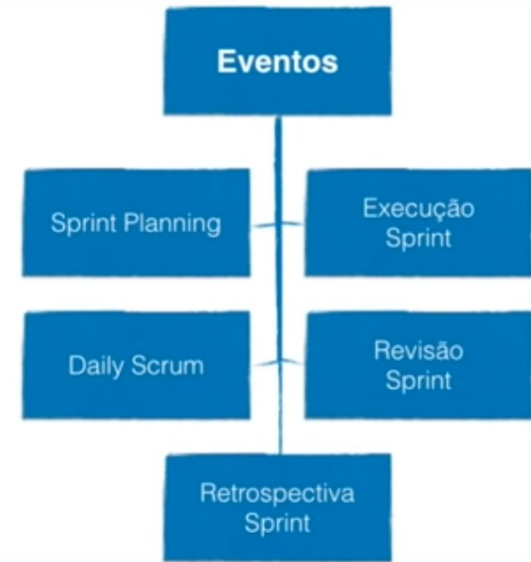 Eventos
Sprint Planning
Execução
Sprint
Daily Scrum
Revisão
Sprint
Retrospectiva
Sprint